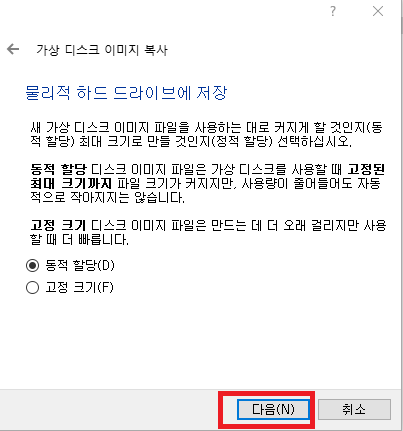 ?
가상 디스크 이미지 복사
물리적 하드 드라이브에 저장
새 가상 디스크 이미지 파일을 사용하는 대로 커지게 할 것인지(동
적 할당) 최대 크기로 만들 것인지(정적 할당) 선택하십시오.
동적 할당 디스크 이미지 파일은 가상 디스크를 사용할 때 고정된
최대 크기까지 파일 크기가 커지지만, 사용량이 줄어들어도 자동
적으로 작아지지는 않습니다.
고정 크기 디스크 이미지 파일은 만드는 데 더 오래 걸리지만 사용
할 때 더 빠릅니다.
동적 할당(D)
고정 크기(F)
다음(N)
취소